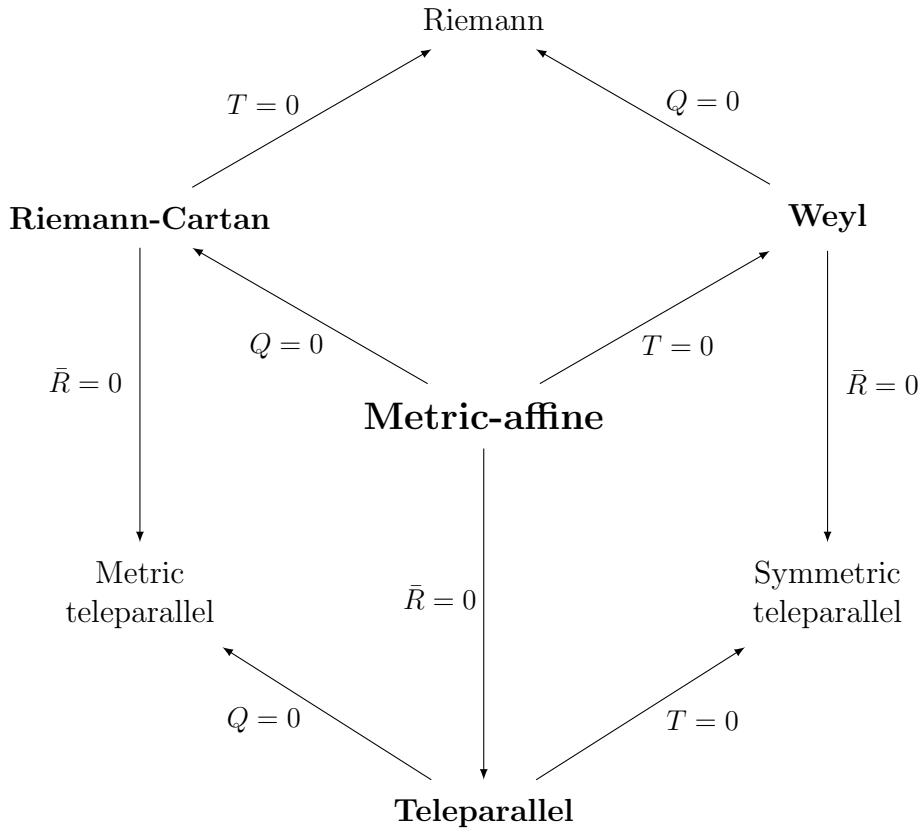 Riemann
T = 0
Q = 0
Riemann-Cartan
Weyl
Q = 0
T = 0
R̄ = 0
R̄ = 0
Metric-affine
Metric
teleparallel
Symmetric
teleparallel
R̄ = 0
Q = 0
T = 0
Teleparallel